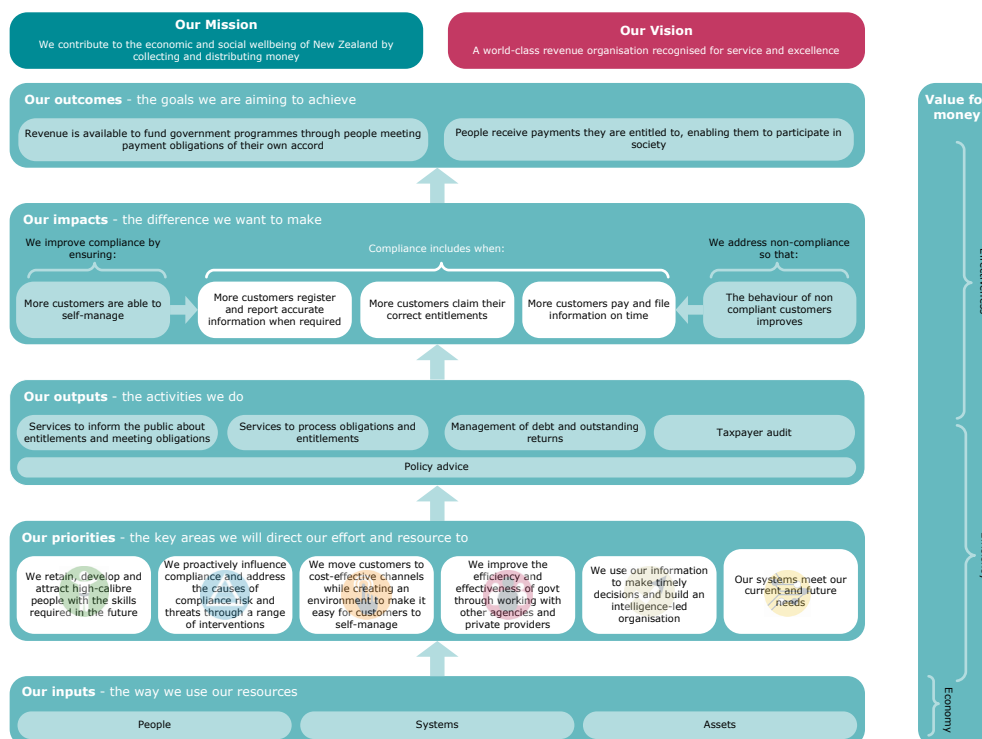 Our Mission
We contribute to the economic and social wellbeing of New Zealand by
collecting and distributing money
Our Vision
A world-class revenue organisation recognised for service and excellence
Our outcomes - the goals we are aiming to achieve
Revenue is available to fund government programmes through people meeting
payment obligations of their own accord
People receive payments they are entitled to, enabling them to participate in
society
Our impacts - the difference we want to make
We improve compliance by
ensuring:
Compliance includes when:
We address non-compliance
so that:
More customers are able to
self-manage
More customers register
and report accurate
information when required
More customers claim their
correct entitlements
More customers pay and file
information on time
The behaviour of non
compliant customers
improves
Our outputs - the activities we do
Services to inform the public about
entitlements and meeting obligations
Services to process obligations and
entitlements
Management of debt and outstanding
returns
Taxpayer audit
Policy advice
Our priorities - the key areas we will direct our effort and resource to
We retain, develop and
attract high-calibre
people with the skills
required in the future
We proactively influence
compliance and address
the causes of
compliance risk and
threats through a range
of interventions
We move customers to
cost-effective channels
while creating an
environment to make it
easy for customers to
self-manage
We improve the
efficiency and
effectiveness of govt
through working with
other agencies and
private providers
We use our information
to make timely
decisions and build an
intelligence-led
organisation
Our systems meet our
current and future
needs
Our inputs - the way we use our resources
People
Systems
Assets
Value fo
money
Economy